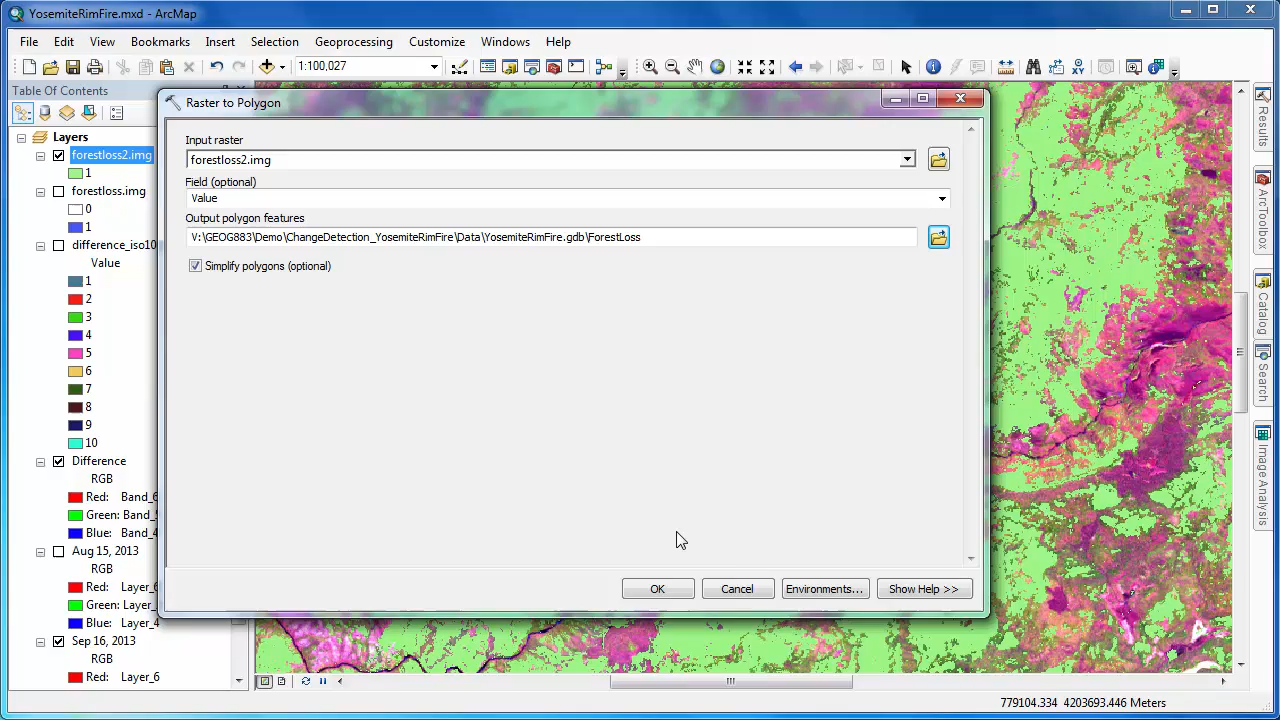 YosemiteRimFire.mxd - ArcMap
File Edit View Bookmarks Insert Selection Geoprocessing Customize Windows Help
1:100,027
Table Of Contents
Layers
forestloss2.img
1
forestloss.img
0
1
difference_iso10
Value
1
2
3
4
5
6
7
8
9
10
Difference
RGB
Red: Band_6
Green: Band_
Blue: Band_4
Aug 15, 2013
RGB
Red: Layer_6
Green: Layer_
Blue: Layer_4
Sep 16, 2013
RGB
Red: Layer_6
Raster to Polygon
Input raster
forestloss2.img
Field (optional)
Value
Output polygon features
V:\GEOG883\Demo\ChangeDetection_YosemiteRimFire\Data\YosemiteRimFire.gdb\ForestLoss
Simplify polygons (optional)
OK Cancel Environments... Show Help >>
Results
ArcToolbox
Catalog
Search
Image Analysis
779104.334 4203693.446 Meters